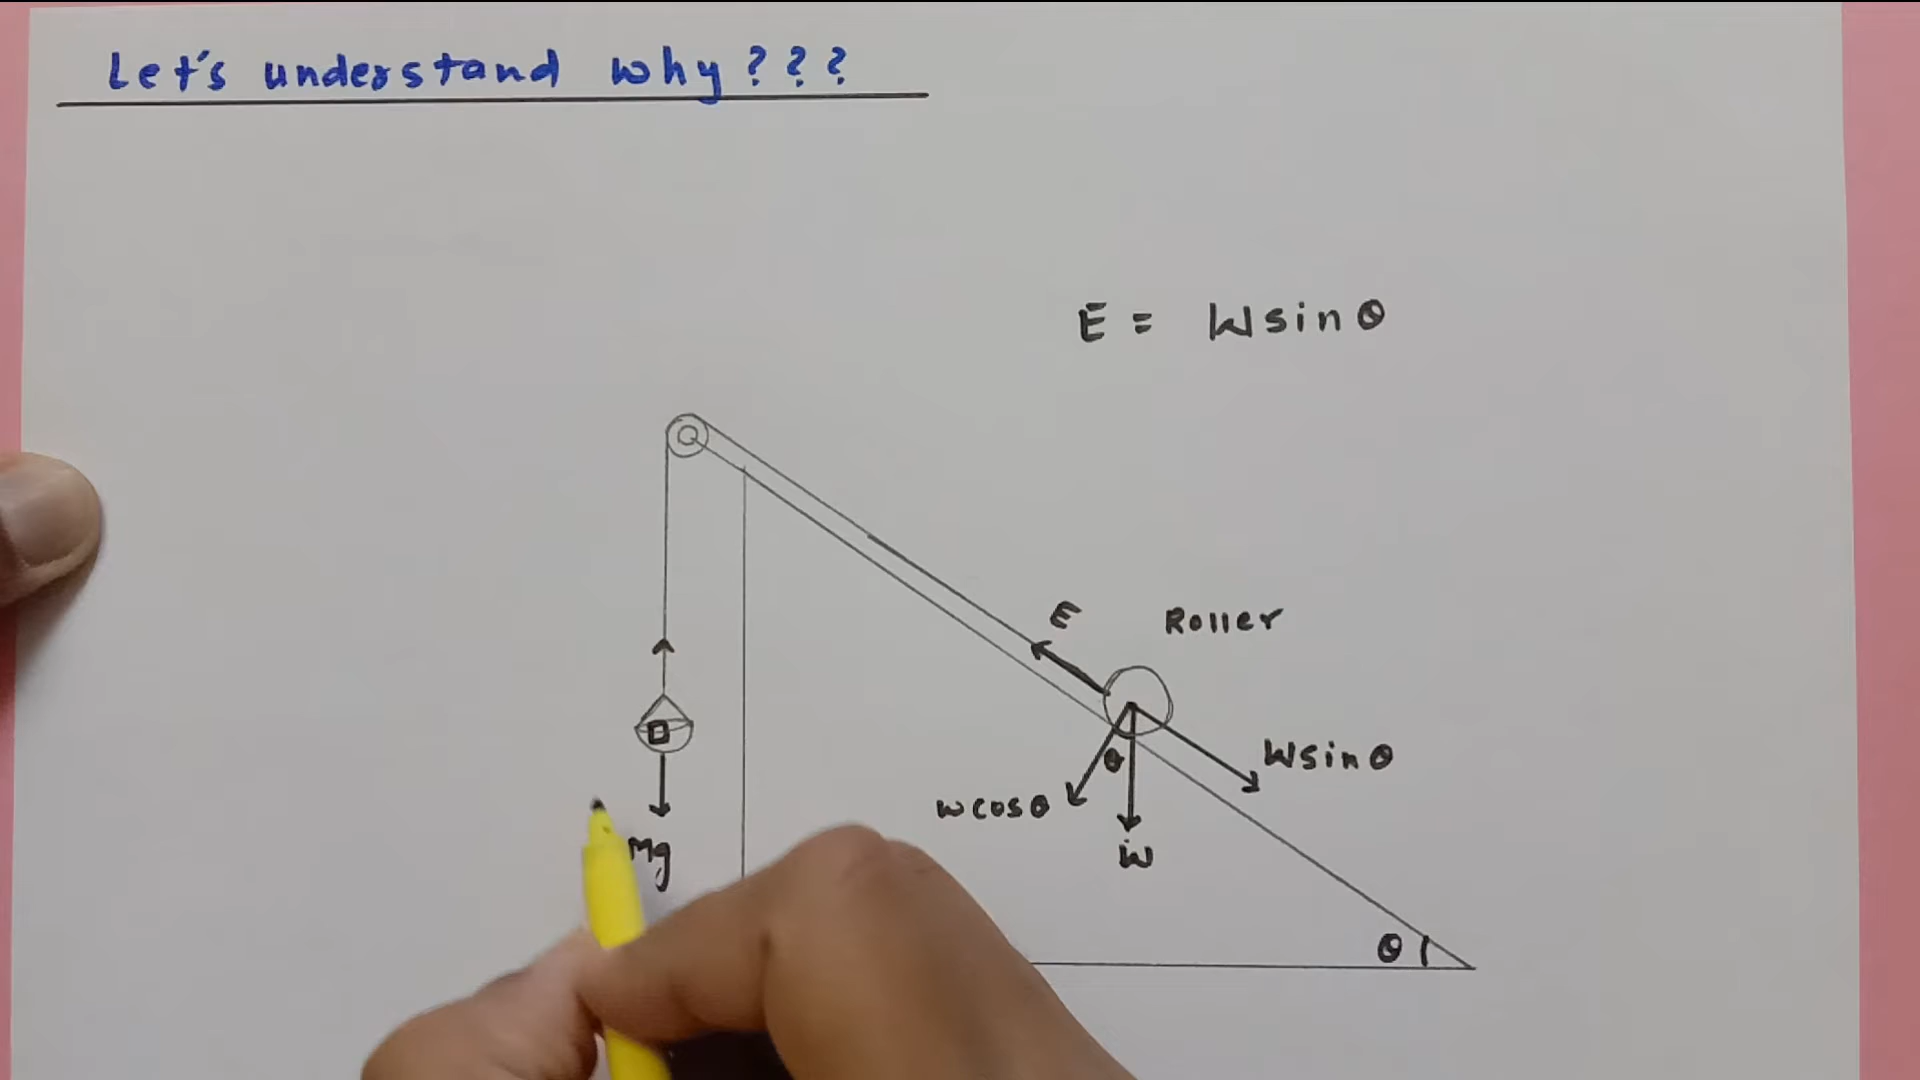 Let's understand why???
E = Wsinθ
E
Roller
Wsinθ
θ
wcosθ
W
Mg
θ